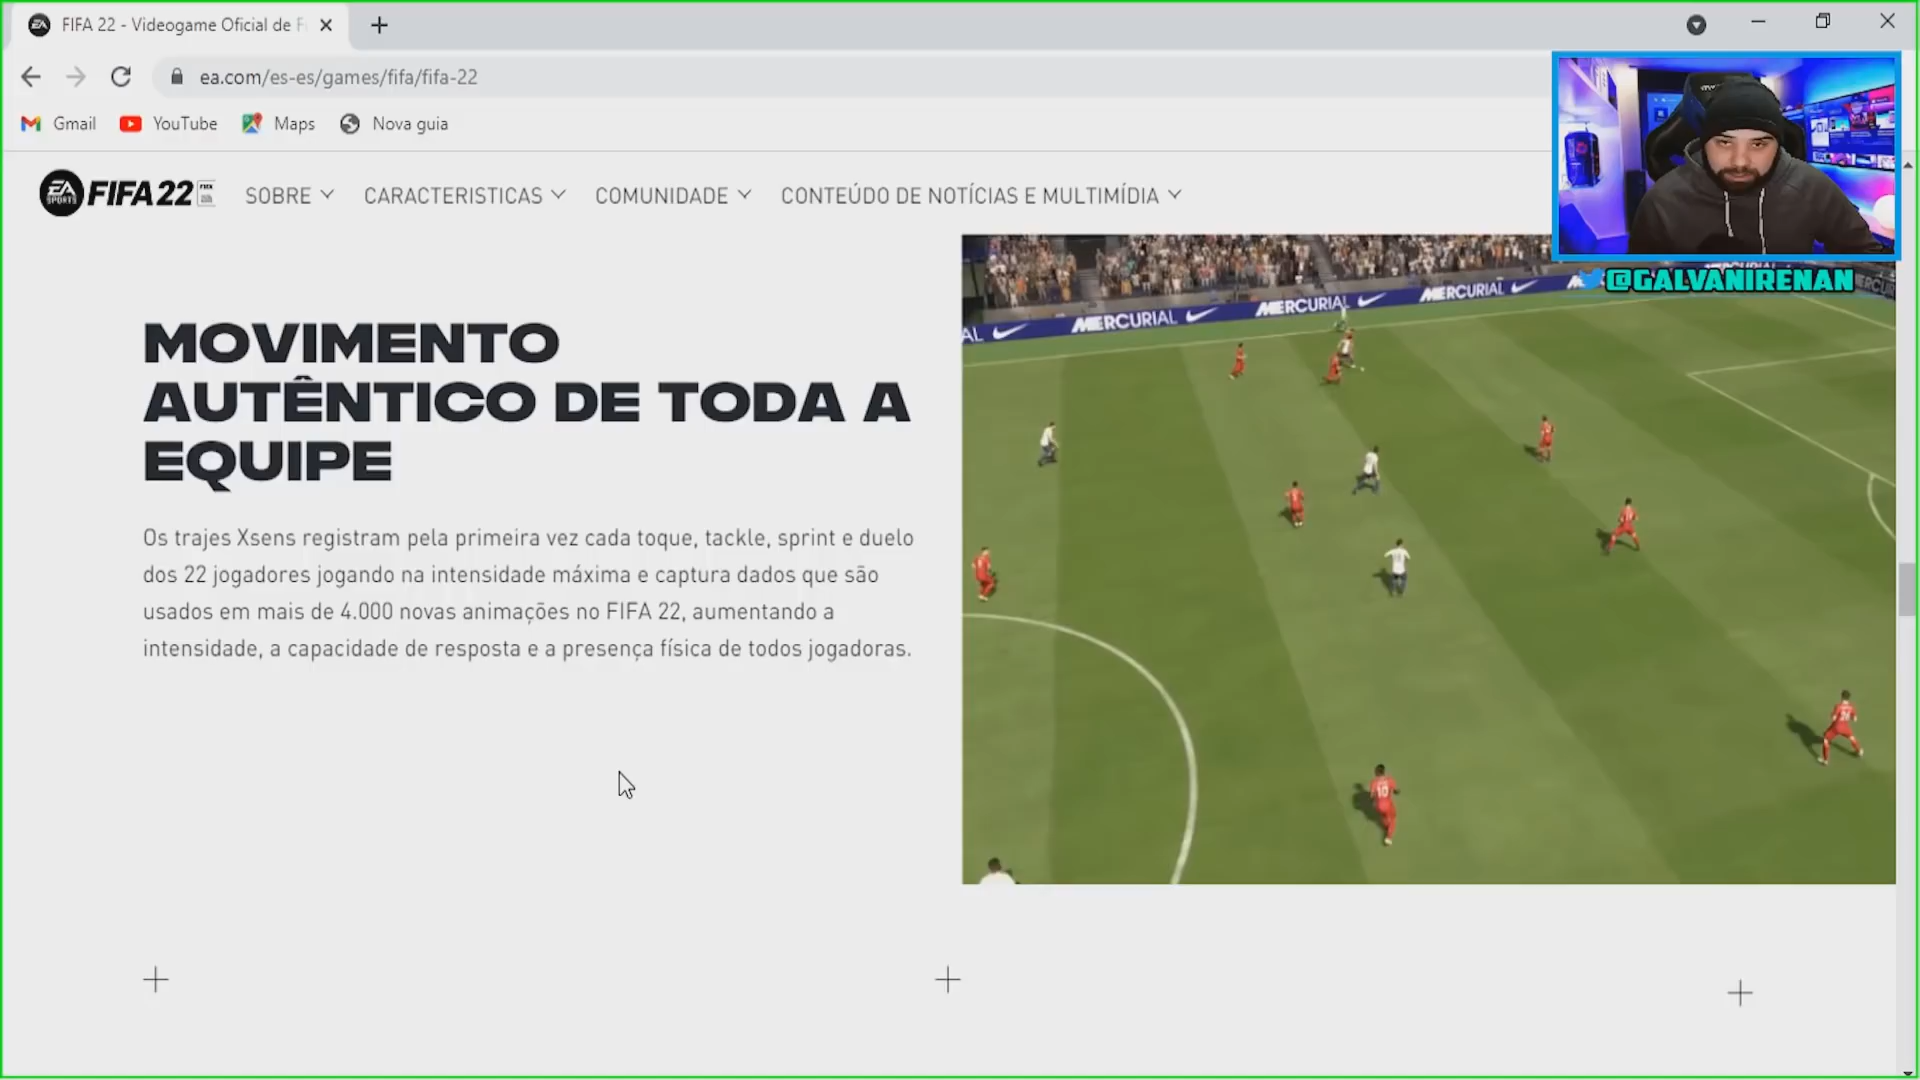 FIFA 22 - Videogame Oficial de F
ea.com/es-es/games/fifa/fifa-22
Gmail
YouTube
Maps
Nova guia
EA SPORTS
FIFA 22
SOBRE
CARACTERISTICAS
COMUNIDADE
CONTEÚDO DE NOTÍCIAS E MULTIMÍDIA
@GALVANIRENAN
MERCURIAL
MERCURIAL
MERCURIAL
MOVIMENTO
AUTÊNTICO DE TODA A
EQUIPE
Os trajes Xsens registram pela primeira vez cada toque, tackle, sprint e duelo
dos 22 jogadores jogando na intensidade máxima e captura dados que são
usados em mais de 4.000 novas animações no FIFA 22, aumentando a
intensidade, a capacidade de resposta e a presença física de todos jogadoras.
10